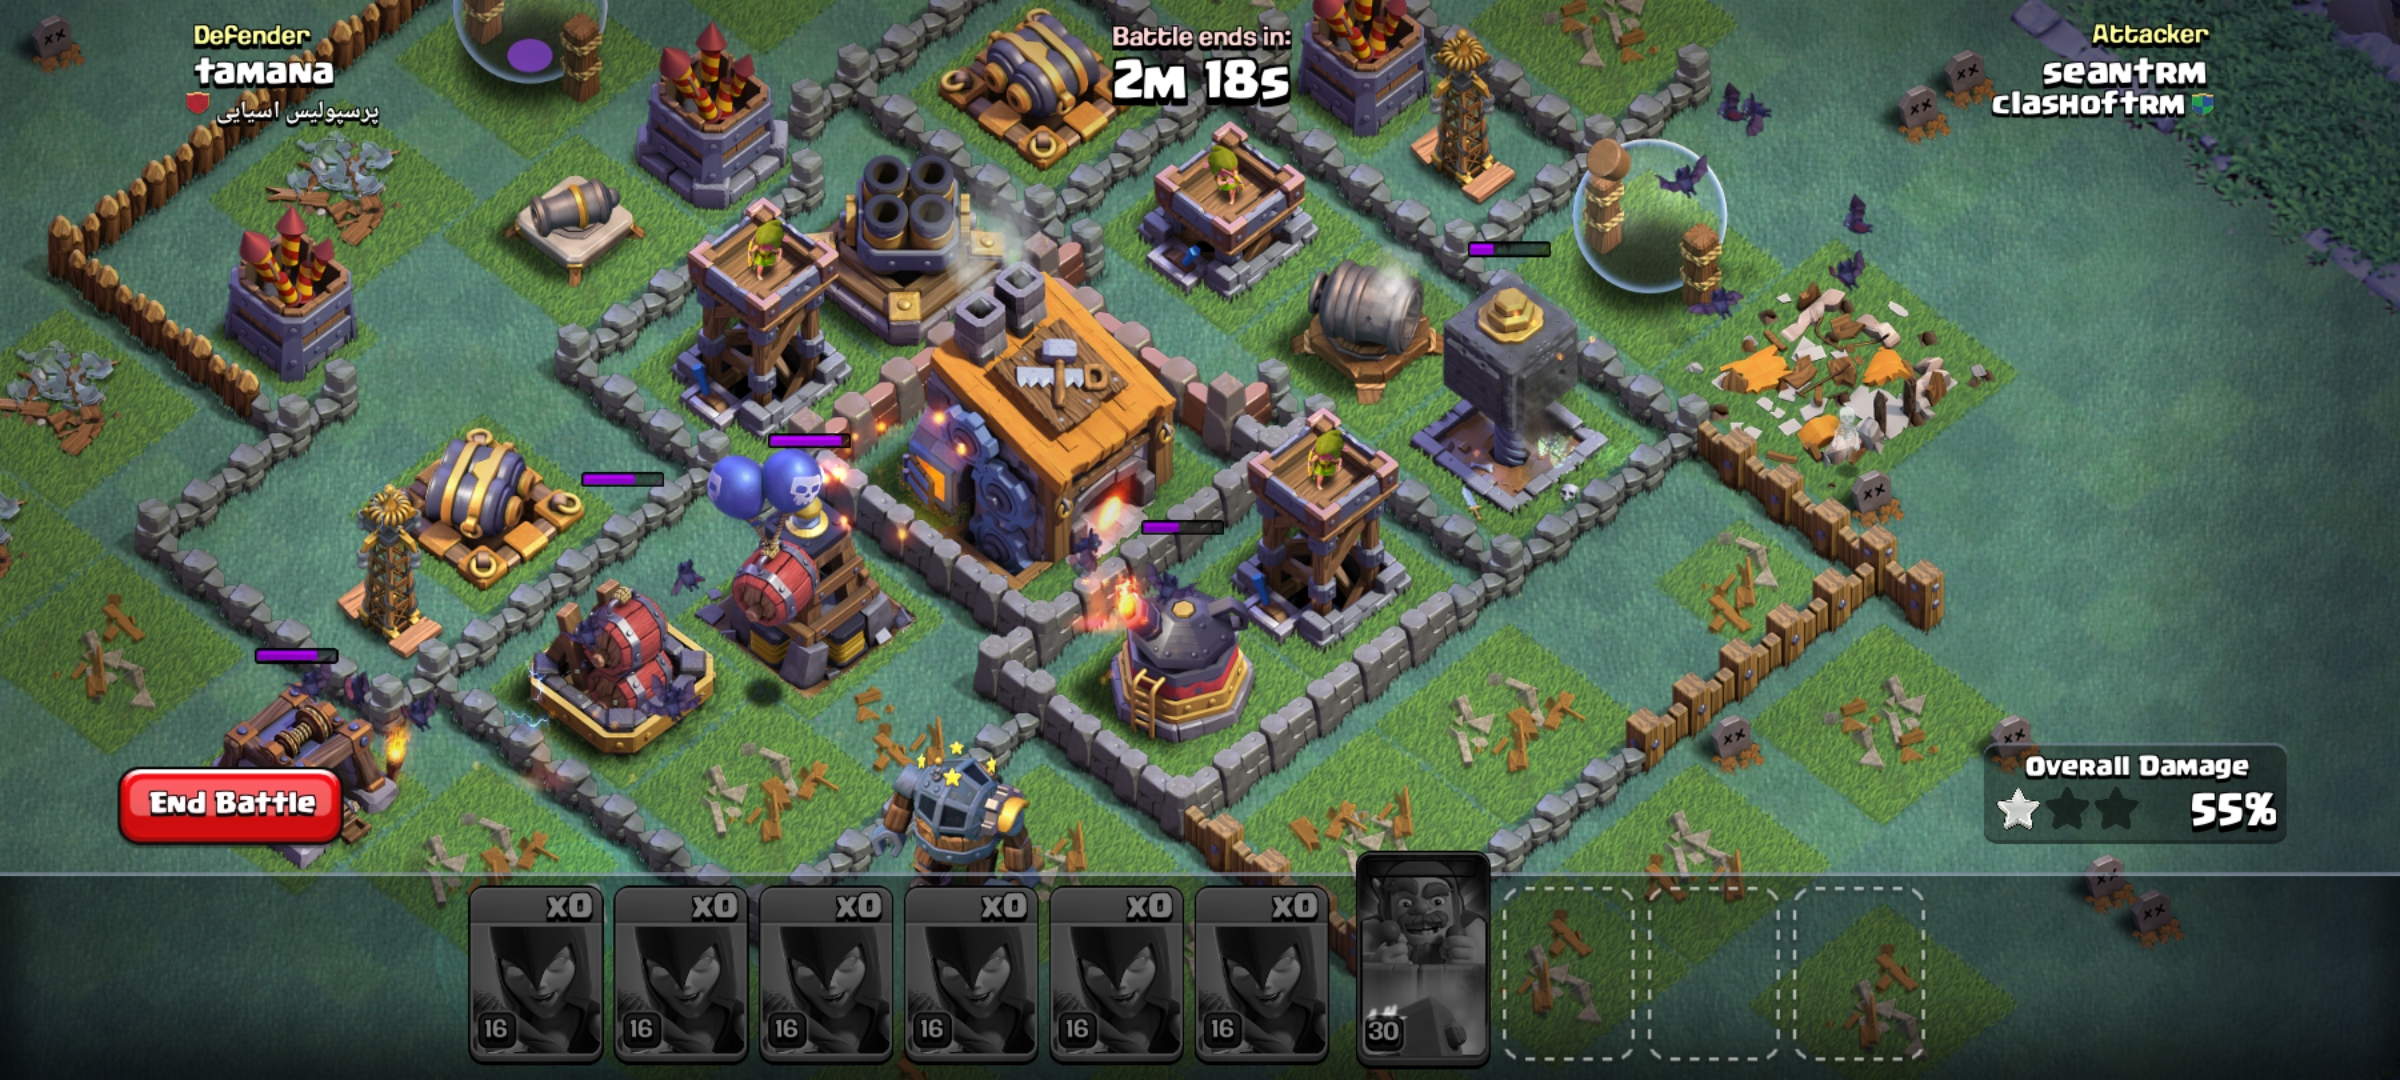 Defender
tamana
پرسپولیس اسیایی
Battle ends in:
2M 18s
Attacker
seantrm
clashoftrm
End Battle
Overall Damage
55%
x0
x0
x0
x0
x0
x0
16
16
16
16
16
16
30